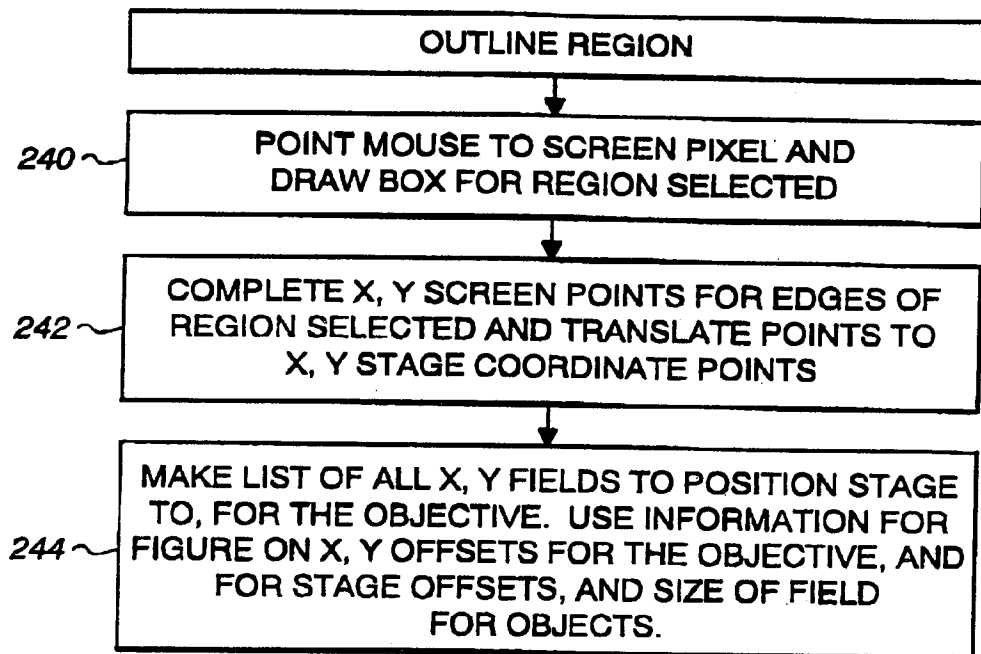 OUTLINE REGION
240
POINT MOUSE TO SCREEN PIXEL AND
DRAW BOX FOR REGION SELECTED
242
COMPLETE X, Y SCREEN POINTS FOR EDGES OF
REGION SELECTED AND TRANSLATE POINTS TO
X, Y STAGE COORDINATE POINTS
244
MAKE LIST OF ALL X, Y FIELDS TO POSITION STAGE
TO, FOR THE OBJECTIVE. USE INFORMATION FOR
FIGURE ON X, Y OFFSETS FOR THE OBJECTIVE, AND
FOR STAGE OFFSETS, AND SIZE OF FIELD
FOR OBJECTS.